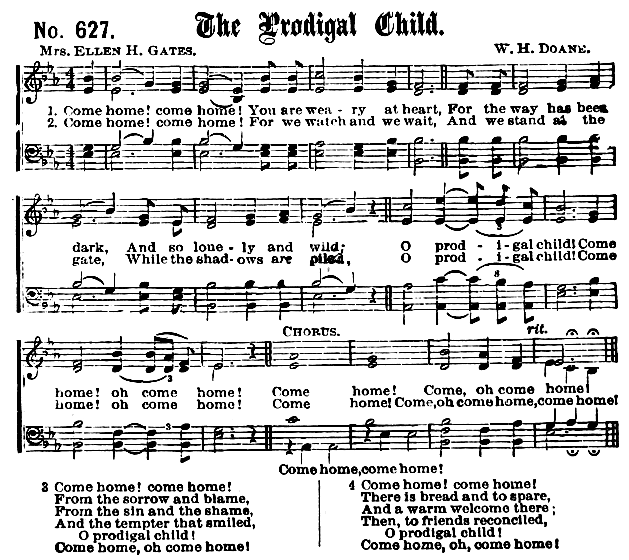 No. 627. The Prodigal Child.
Mrs. Ellen H. Gates. W. H. Doane.
1. Come home! come home! You are wea - ry at heart, For the way has been
2. Come home! come home! For we watch and we wait, And we stand at the
3
dark, And so lone - ly and wild; O prod - i - gal child! Come
gate, While the shad - ows are piled, O prod - i - gal child! Come
3
Chorus. rit.
3
home! oh come home! Come home! Come, oh come home!
home! oh come home! Come home! Come, oh come home, come home!
3
Come home, come home!
3 Come home! come home!
From the sorrow and blame,
From the sin and the shame,
And the tempter that smiled,
O prodigal child!
Come home, oh come home!
4 Come home! come home!
There is bread and to spare,
And a warm welcome there;
Then, to friends reconciled,
O prodigal child!
Come home, oh, come home!